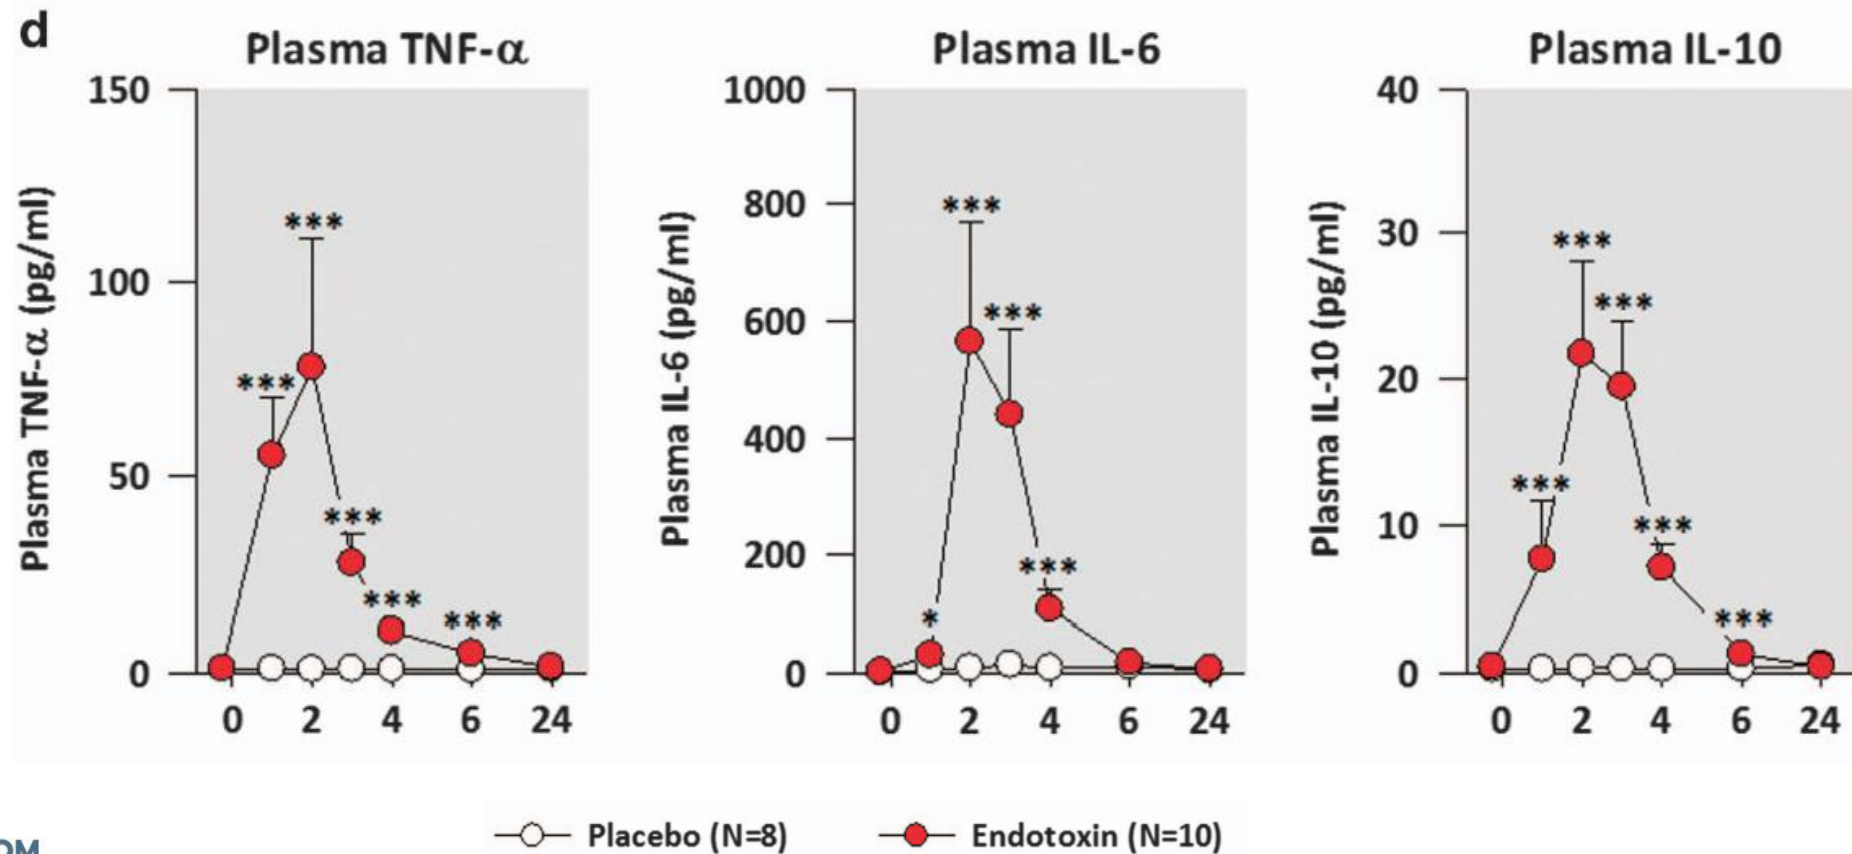 d
Plasma TNF-α
Plasma TNF-α (pg/ml)
150
100
50
0
***
***
***
***
***
0 2 4 6 24
Plasma IL-6
Plasma IL-6 (pg/ml)
1000
800
600
400
200
0
*
***
***
***
0 2 4 6 24
Plasma IL-10
Plasma IL-10 (pg/ml)
40
30
20
10
0
***
***
***
***
***
0 2 4 6 24
Placebo (N=8) Endotoxin (N=10)